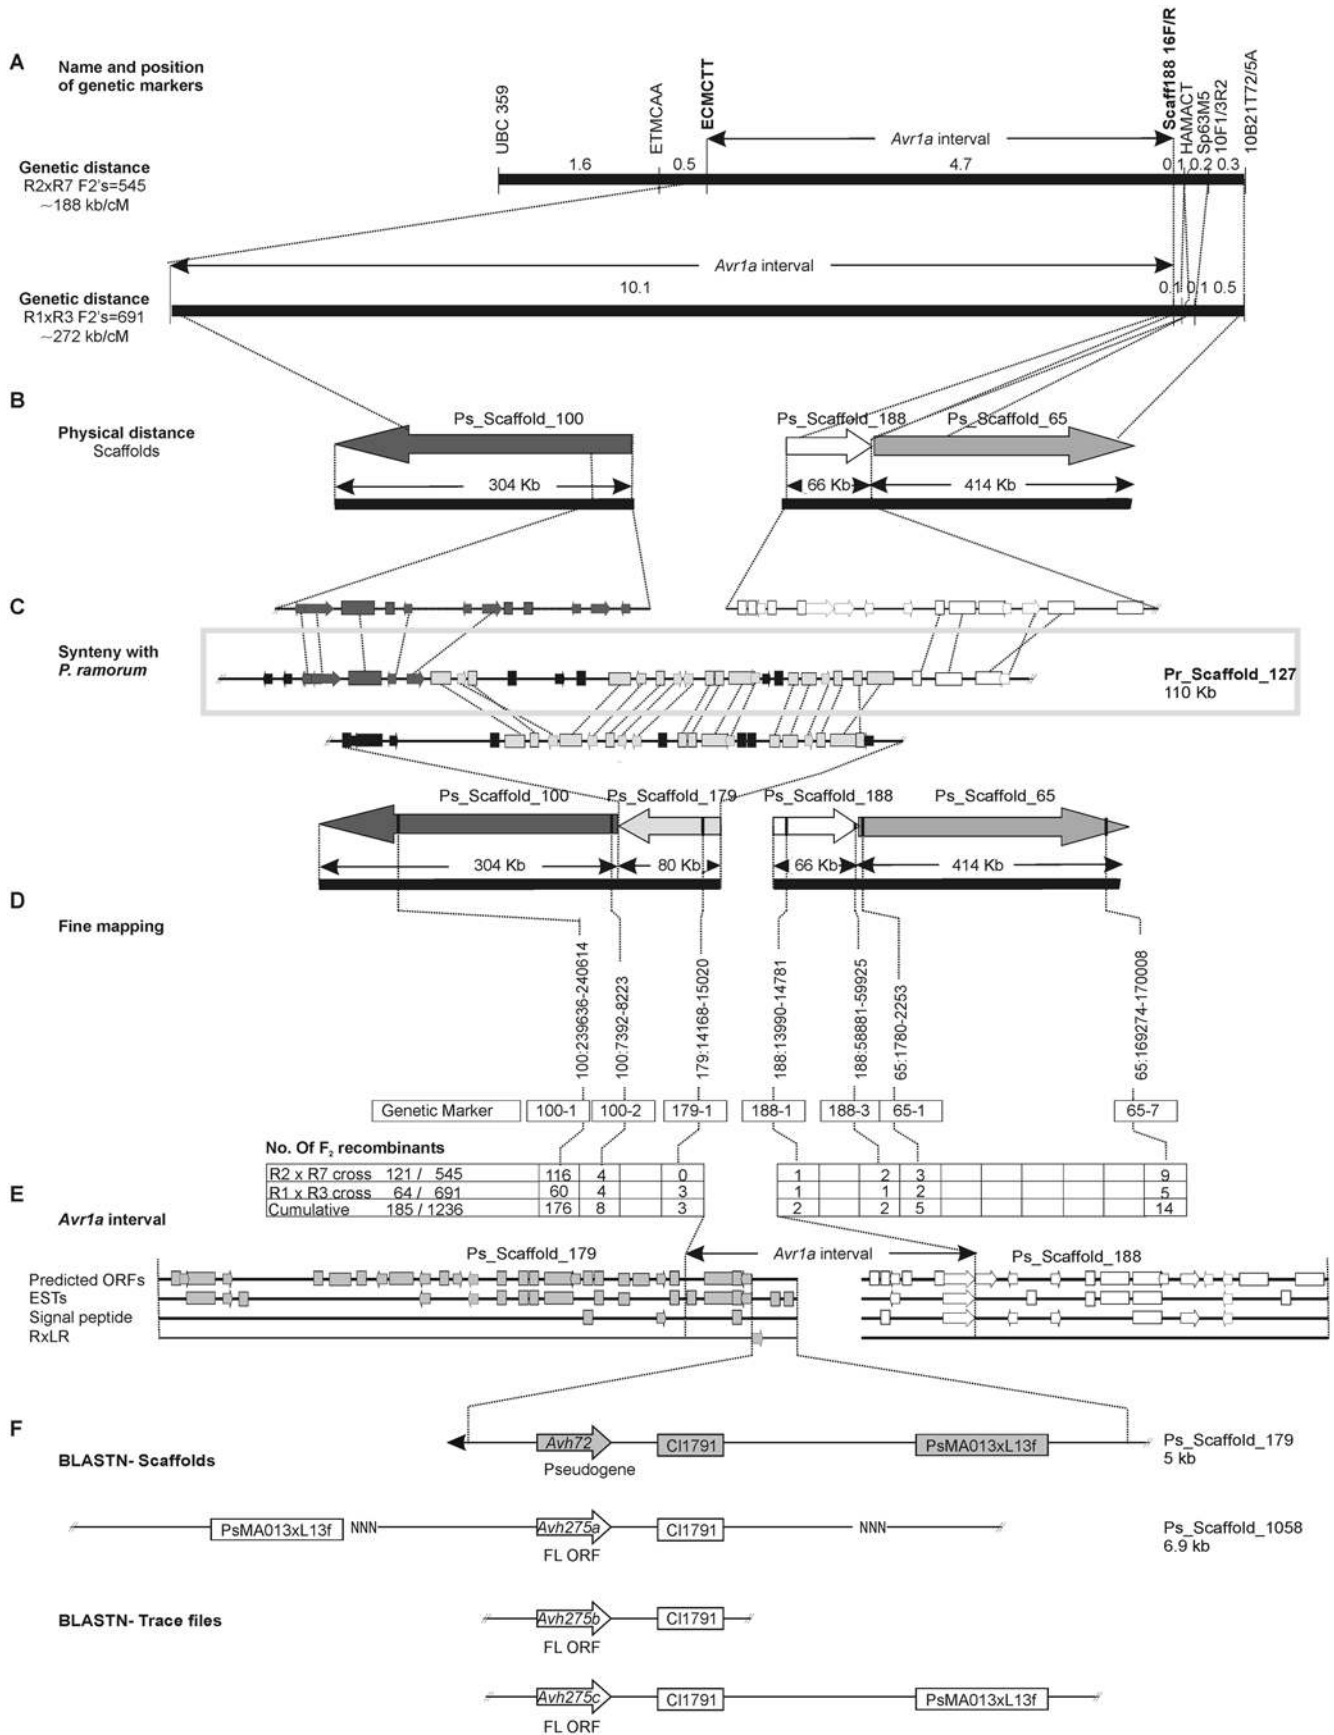 A
Name and position
of genetic markers
UBC 359
ETMCAA
ECMCTT
Scaff188 16F/R
HAMACT
Sp63M5
10F1/3R2
10B21T72/5A
Avr1a interval
1.6 0.5 4.7 0 1 0.2 0.3
Genetic distance
R2xR7 F2's=545
~188 kb/cM
Avr1a interval
10.1 0.1 0.1 0.5
Genetic distance
R1xR3 F2's=691
~272 kb/cM
B
Physical distance
Scaffolds
Ps_Scaffold_100 Ps_Scaffold_188 Ps_Scaffold_65
304 Kb 66 Kb 414 Kb
C
Synteny with
P. ramorum
Pr_Scaffold_127
110 Kb
Ps_Scaffold_100 Ps_Scaffold_179 Ps_Scaffold_188 Ps_Scaffold_65
304 Kb 80 Kb 66 Kb 414 Kb
D
Fine mapping
100:239636-240614
100:7392-8223
179:14168-15020
188:13990-14781
188:58881-59925
65:1780-2253
65:169274-170008
Genetic Marker 100-1 100-2 179-1 188-1 188-3 65-1 65-7
No. Of F2 recombinants
R2 x R7 cross 121 / 545 116 4 0 1 2 3 9
R1 x R3 cross 64 / 691 60 4 3 1 1 2 5
Cumulative 185 / 1236 176 8 3 2 2 5 14
E
Avr1a interval
Ps_Scaffold_179 Avr1a interval Ps_Scaffold_188
Predicted ORFs
ESTs
Signal peptide
RxLR
F
BLASTN- Scaffolds
Avh72 CI1791 PsMA013xL13f
Pseudogene
Ps_Scaffold_179
5 kb
PsMA013xL13f NNN Avh275a CI1791 NNN
FL ORF
Ps_Scaffold_1058
6.9 kb
BLASTN- Trace files
Avh275b CI1791
FL ORF
Avh275c CI1791 PsMA013xL13f
FL ORF